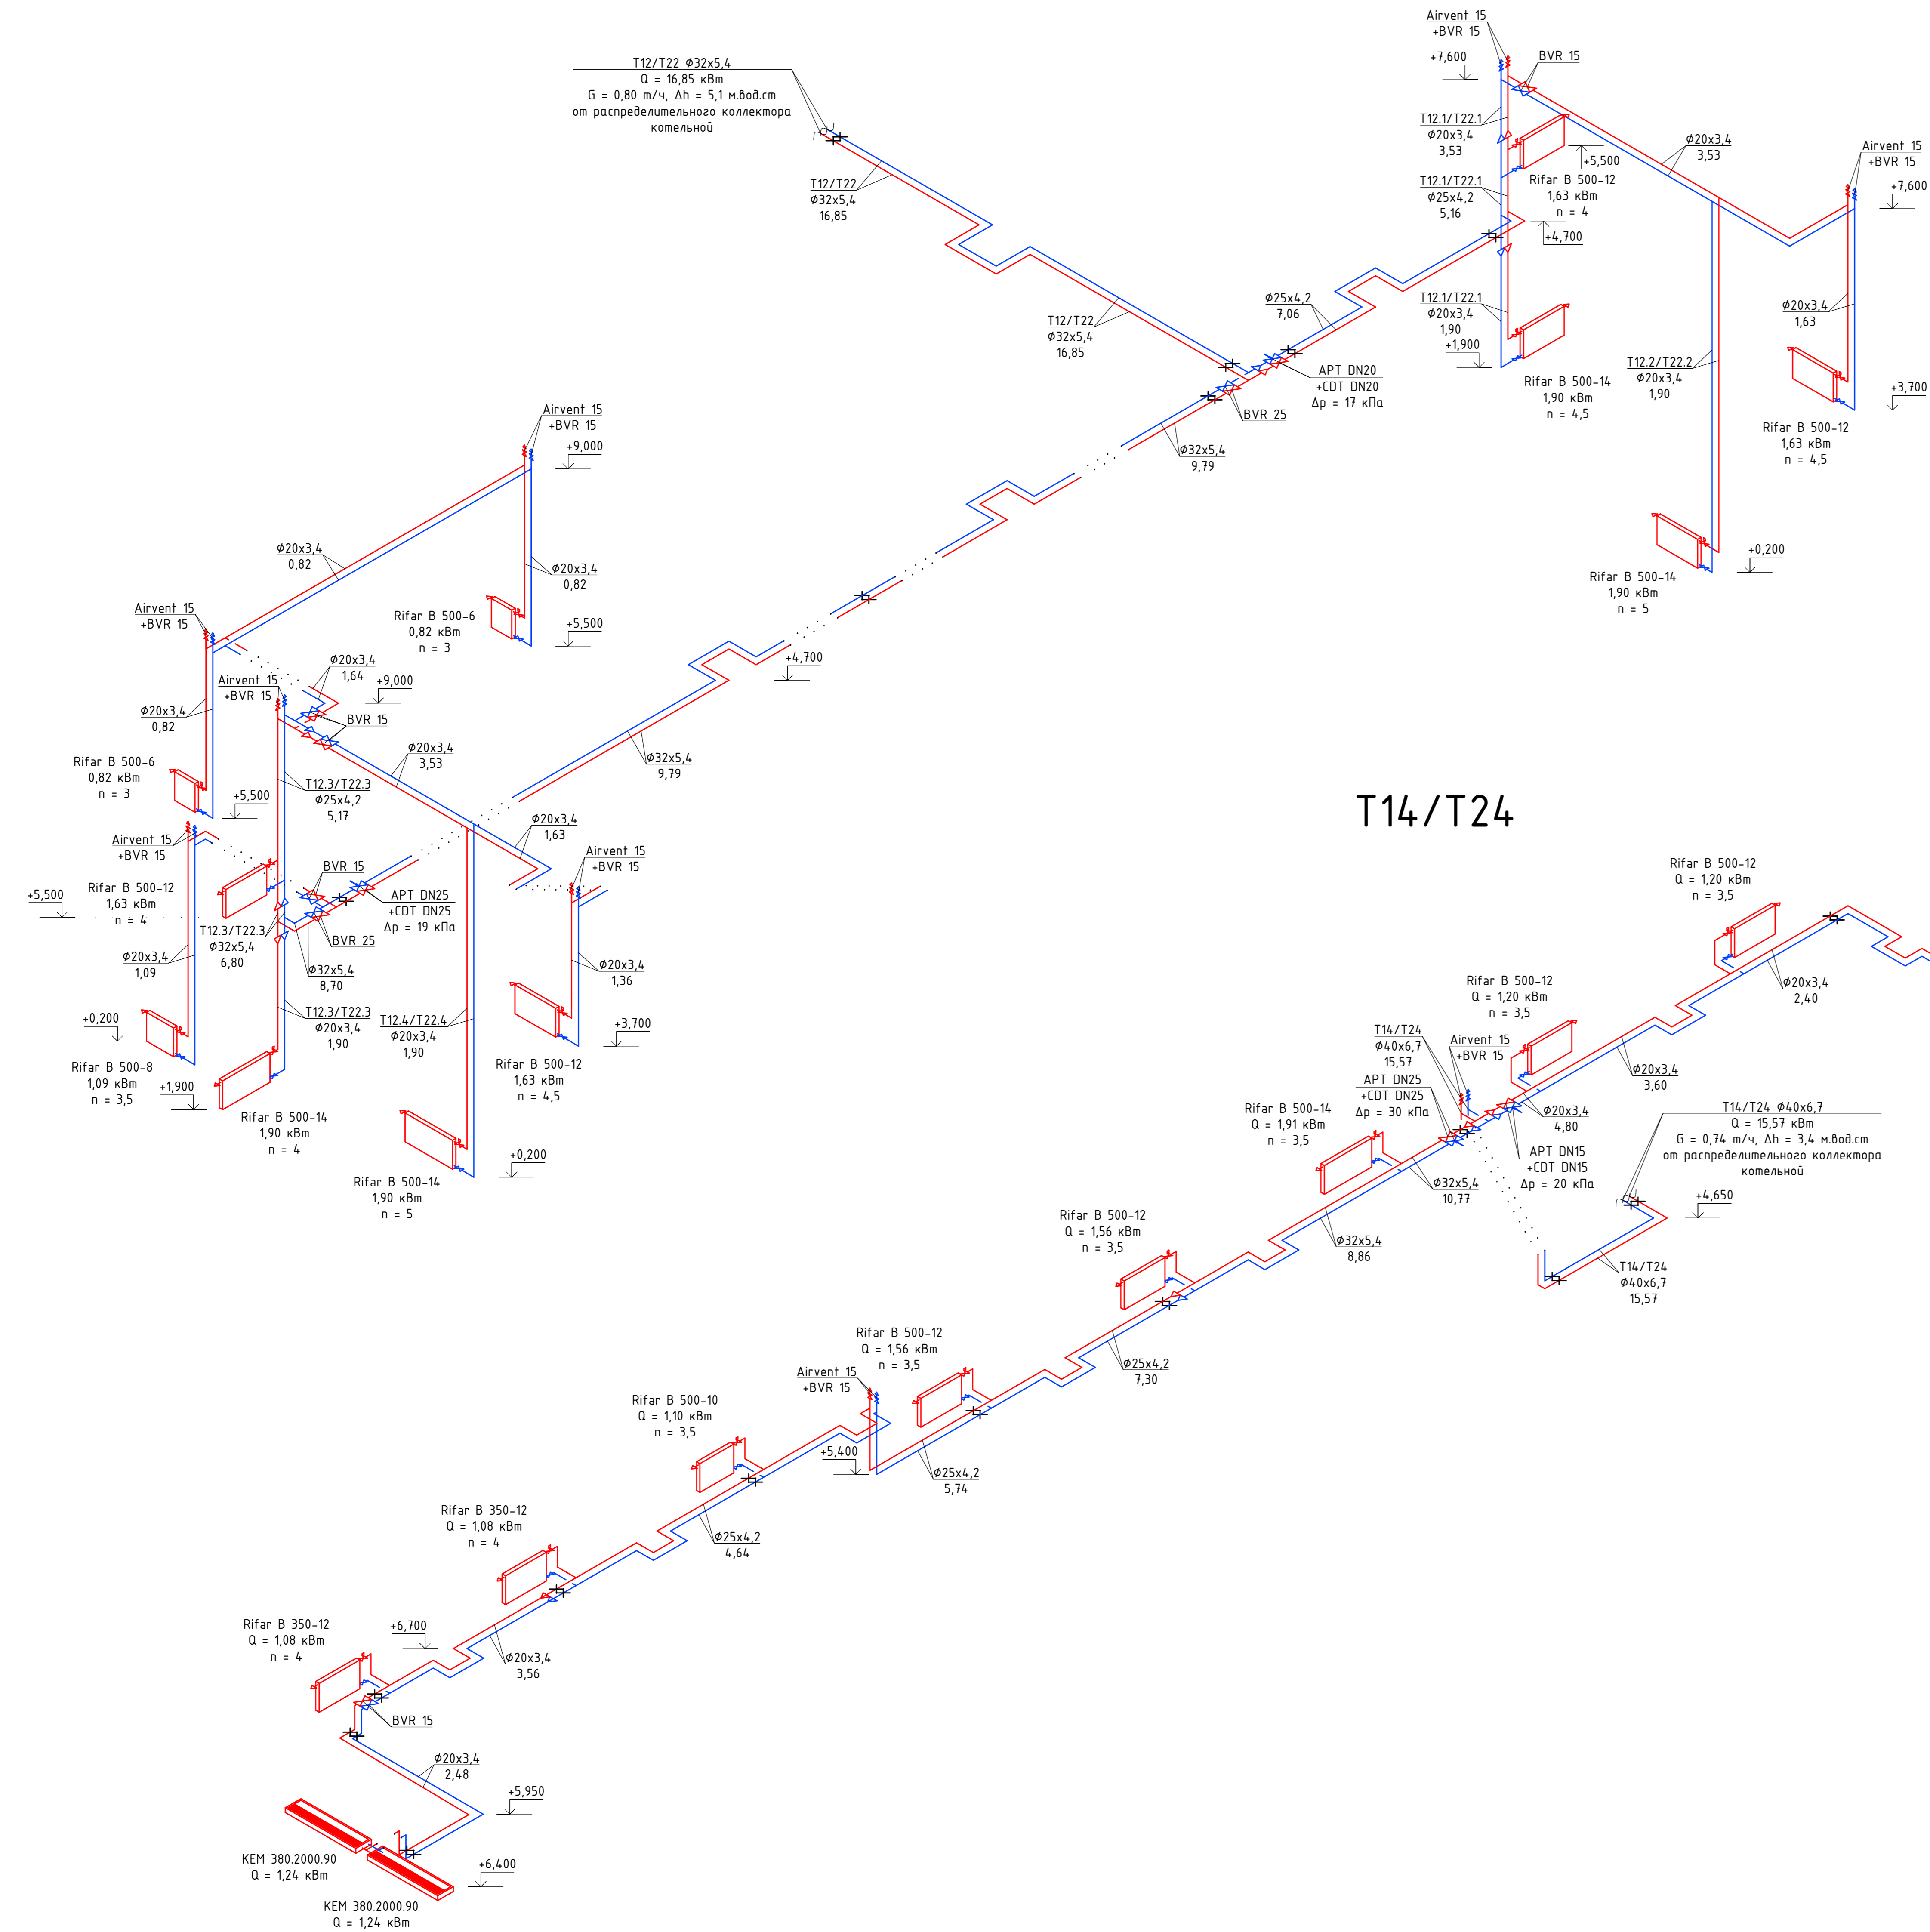 T12/T22 Ø32x5,4
Q = 16,85 кВт
G = 0,80 т/ч, Δh = 5,1 м.вод.ст
от распределительного коллектора
котельной
T12/T22
Ø32x5,4
16,85
T12/T22
Ø32x5,4
16,85
Airvent 15
+BVR 15
+7,600
BVR 15
T12.1/T22.1
Ø20x3,4
3,53
+5,500
T12.1/T22.1
Ø25x4,2
5,16
Rifar B 500-12
1,63 кВт
n = 4
+4,700
Ø20x3,4
3,53
Airvent 15
+BVR 15
+7,600
Ø25x4,2
7,06
T12.1/T22.1
Ø20x3,4
1,90
+1,900
Ø20x3,4
1,63
APT DN20
+CDT DN20
Δp = 17 кПа
BVR 25
Rifar B 500-14
1,90 кВт
n = 4,5
T12.2/T22.2
Ø20x3,4
1,90
+3,700
Rifar B 500-12
1,63 кВт
n = 4,5
Ø32x5,4
9,79
+0,200
Rifar B 500-14
1,90 кВт
n = 5
Airvent 15
+BVR 15
+9,000
Ø20x3,4
0,82
Ø20x3,4
0,82
Airvent 15
+BVR 15
Rifar B 500-6
0,82 кВт
n = 3
+5,500
Ø20x3,4
1,64
Airvent 15
+BVR 15
+9,000
+4,700
Ø20x3,4
0,82
BVR 15
Ø20x3,4
3,53
Ø32x5,4
9,79
Rifar B 500-6
0,82 кВт
n = 3
T12.3/T22.3
Ø25x4,2
5,17
+5,500
Ø20x3,4
1,63
Airvent 15
+BVR 15
Airvent 15
+BVR 15
BVR 15
Rifar B 500-12
1,63 кВт
n = 4
+5,500
APT DN25
+CDT DN25
Δp = 19 кПа
T12.3/T22.3
Ø32x5,4
6,80
BVR 25
Ø20x3,4
1,09
Ø32x5,4
8,70
Ø20x3,4
1,36
+0,200
T12.3/T22.3
Ø20x3,4
1,90
T12.4/T22.4
Ø20x3,4
1,90
+3,700
Rifar B 500-8
1,09 кВт
n = 3,5
+1,900
Rifar B 500-12
1,63 кВт
n = 4,5
Rifar B 500-14
1,90 кВт
n = 4
+0,200
Rifar B 500-14
1,90 кВт
n = 5
T14/T24
Rifar B 500-12
Q = 1,20 кВт
n = 3,5
Ø20x3,4
2,40
Rifar B 500-12
Q = 1,20 кВт
n = 3,5
T14/T24
Ø40x6,7
15,57
Airvent 15
+BVR 15
Ø20x3,4
3,60
APT DN25
+CDT DN25
Δp = 30 кПа
Ø20x3,4
4,80
T14/T24 Ø40x6,7
Q = 15,57 кВт
G = 0,74 т/ч, Δh = 3,4 м.вод.ст
от распределительного коллектора
котельной
Rifar B 500-14
Q = 1,91 кВт
n = 3,5
APT DN15
+CDT DN15
Δp = 20 кПа
Ø32x5,4
10,77
+4,650
Rifar B 500-12
Q = 1,56 кВт
n = 3,5
Ø32x5,4
8,86
T14/T24
Ø40x6,7
15,57
Rifar B 500-12
Q = 1,56 кВт
n = 3,5
Ø25x4,2
7,30
Airvent 15
+BVR 15
Rifar B 500-10
Q = 1,10 кВт
n = 3,5
+5,400
Ø25x4,2
5,74
Rifar B 350-12
Q = 1,08 кВт
n = 4
Ø25x4,2
4,64
Rifar B 350-12
Q = 1,08 кВт
n = 4
+6,700
Ø20x3,4
3,56
BVR 15
Ø20x3,4
2,48
+5,950
KEM 380.2000.90
Q = 1,24 кВт
+6,400
KEM 380.2000.90
Q = 1,24 кВт